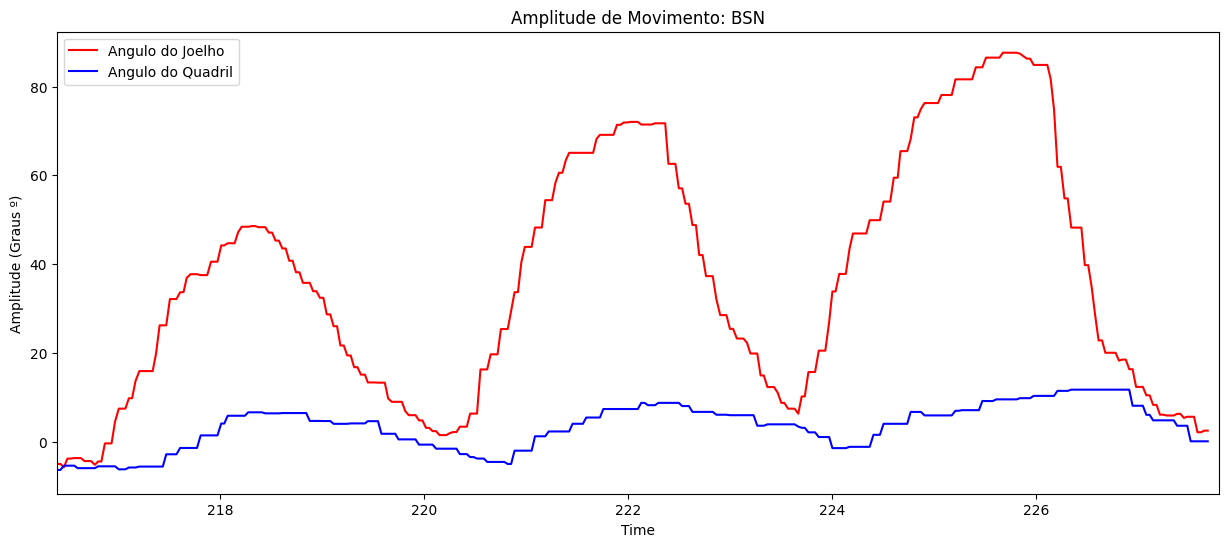 Amplitude de Movimento: BSN
Angulo do Joelho
Angulo do Quadril
Amplitude (Graus º)
80
60
40
20
0
218 220 222 224 226
Time